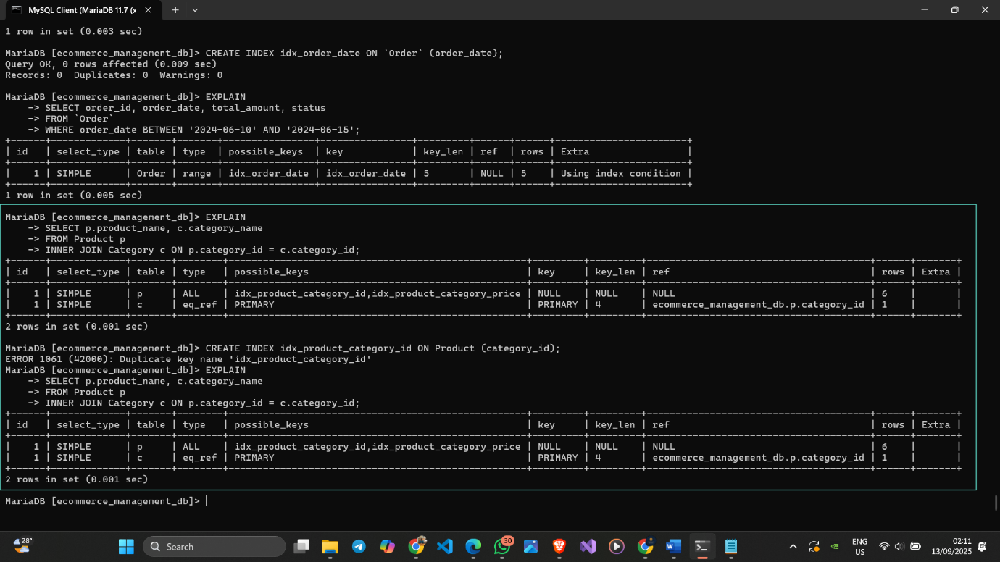 MySQL Client (MariaDB 11.7 (x
1 row in set (0.003 sec)
MariaDB [ecommerce_management_db]> CREATE INDEX idx_order_date ON `Order` (order_date);
Query OK, 0 rows affected (0.009 sec)
Records: 0  Duplicates: 0  Warnings: 0
MariaDB [ecommerce_management_db]> EXPLAIN
    -> SELECT order_id, order_date, total_amount, status
    -> FROM `Order`
    -> WHERE order_date BETWEEN '2024-06-10' AND '2024-06-15';
| id | select_type | table | type | possible_keys | key | key_len | ref | rows | Extra |
| 1 | SIMPLE | Order | range | idx_order_date | idx_order_date | 5 | NULL | 5 | Using index condition |
1 row in set (0.005 sec)
MariaDB [ecommerce_management_db]> EXPLAIN
    -> SELECT p.product_name, c.category_name
    -> FROM Product p
    -> INNER JOIN Category c ON p.category_id = c.category_id;
| id | select_type | table | type | possible_keys | key | key_len | ref | rows | Extra |
| 1 | SIMPLE | p | ALL | idx_product_category_id,idx_product_category_price | NULL | NULL | NULL | 6 | |
| 1 | SIMPLE | c | eq_ref | PRIMARY | PRIMARY | 4 | ecommerce_management_db.p.category_id | 1 | |
2 rows in set (0.001 sec)
MariaDB [ecommerce_management_db]> CREATE INDEX idx_product_category_id ON Product (category_id);
ERROR 1061 (42000): Duplicate key name 'idx_product_category_id'
MariaDB [ecommerce_management_db]> EXPLAIN
    -> SELECT p.product_name, c.category_name
    -> FROM Product p
    -> INNER JOIN Category c ON p.category_id = c.category_id;
| id | select_type | table | type | possible_keys | key | key_len | ref | rows | Extra |
| 1 | SIMPLE | p | ALL | idx_product_category_id,idx_product_category_price | NULL | NULL | NULL | 6 | |
| 1 | SIMPLE | c | eq_ref | PRIMARY | PRIMARY | 4 | ecommerce_management_db.p.category_id | 1 | |
2 rows in set (0.001 sec)
MariaDB [ecommerce_management_db]>
28°
Search
30
ENG
US
02:11
13/09/2025